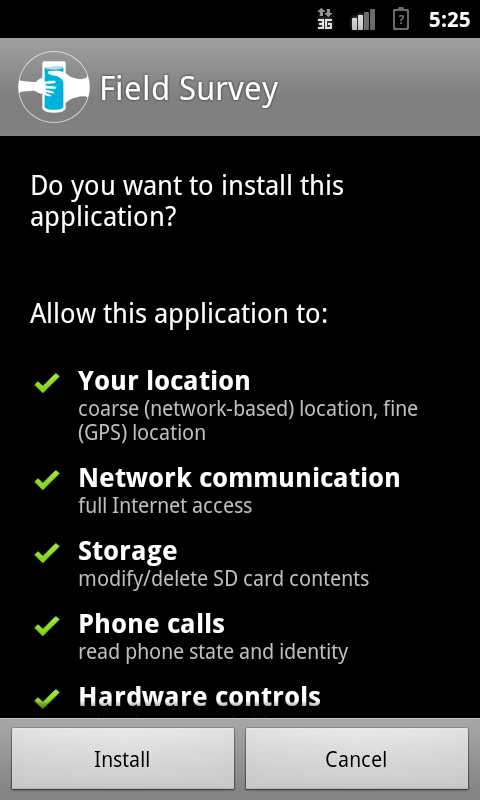 3G ? 5:25
Field Survey
Do you want to install this
application?
Allow this application to:
Your location
coarse (network-based) location, fine
(GPS) location
Network communication
full Internet access
Storage
modify/delete SD card contents
Phone calls
read phone state and identity
Hardware controls
Install Cancel